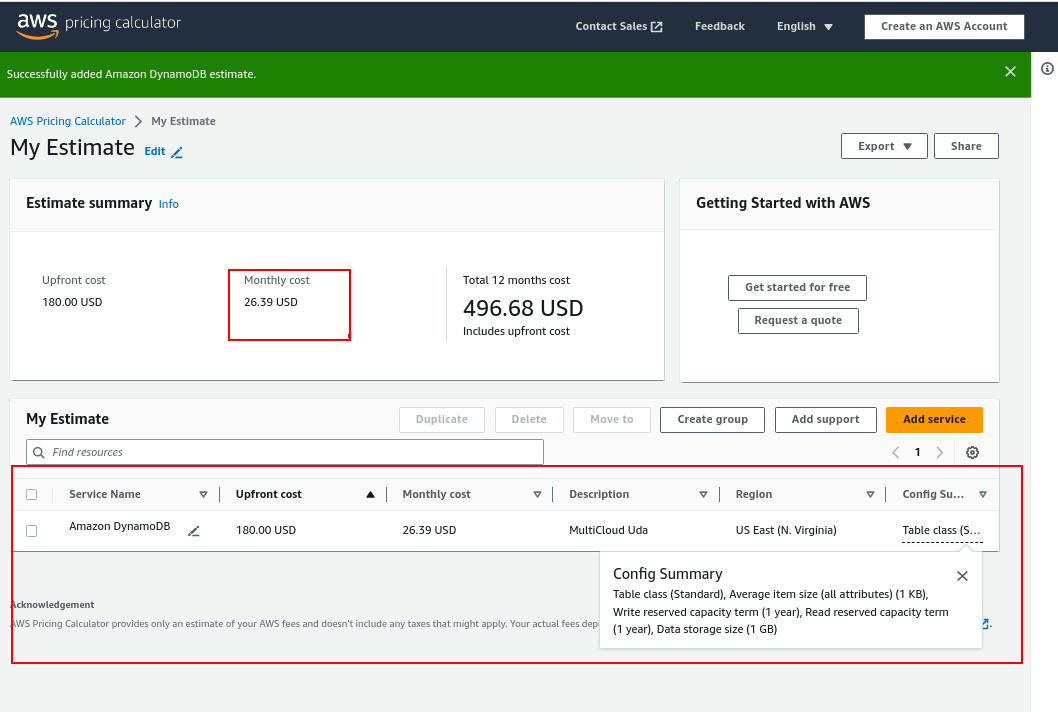 aws pricing calculator
Contact Sales
Feedback
English
Create an AWS Account
Successfully added Amazon DynamoDB estimate.
AWS Pricing Calculator
My Estimate
My Estimate
Edit
Export
Share
Estimate summary
Info
Upfront cost
180.00 USD
Monthly cost
26.39 USD
Total 12 months cost
496.68 USD
Includes upfront cost
Getting Started with AWS
Get started for free
Request a quote
My Estimate
Duplicate
Delete
Move to
Create group
Add support
Add service
Find resources
1
Service Name
Upfront cost
Monthly cost
Description
Region
Config Su...
Amazon DynamoDB
180.00 USD
26.39 USD
MultiCloud Uda
US East (N. Virginia)
Table class (S...
Config Summary
Table class (Standard), Average item size (all attributes) (1 KB),
Write reserved capacity term (1 year), Read reserved capacity term
(1 year), Data storage size (1 GB)
Acknowledgement
AWS Pricing Calculator provides only an estimate of your AWS fees and doesn't include any taxes that might apply. Your actual fees dep